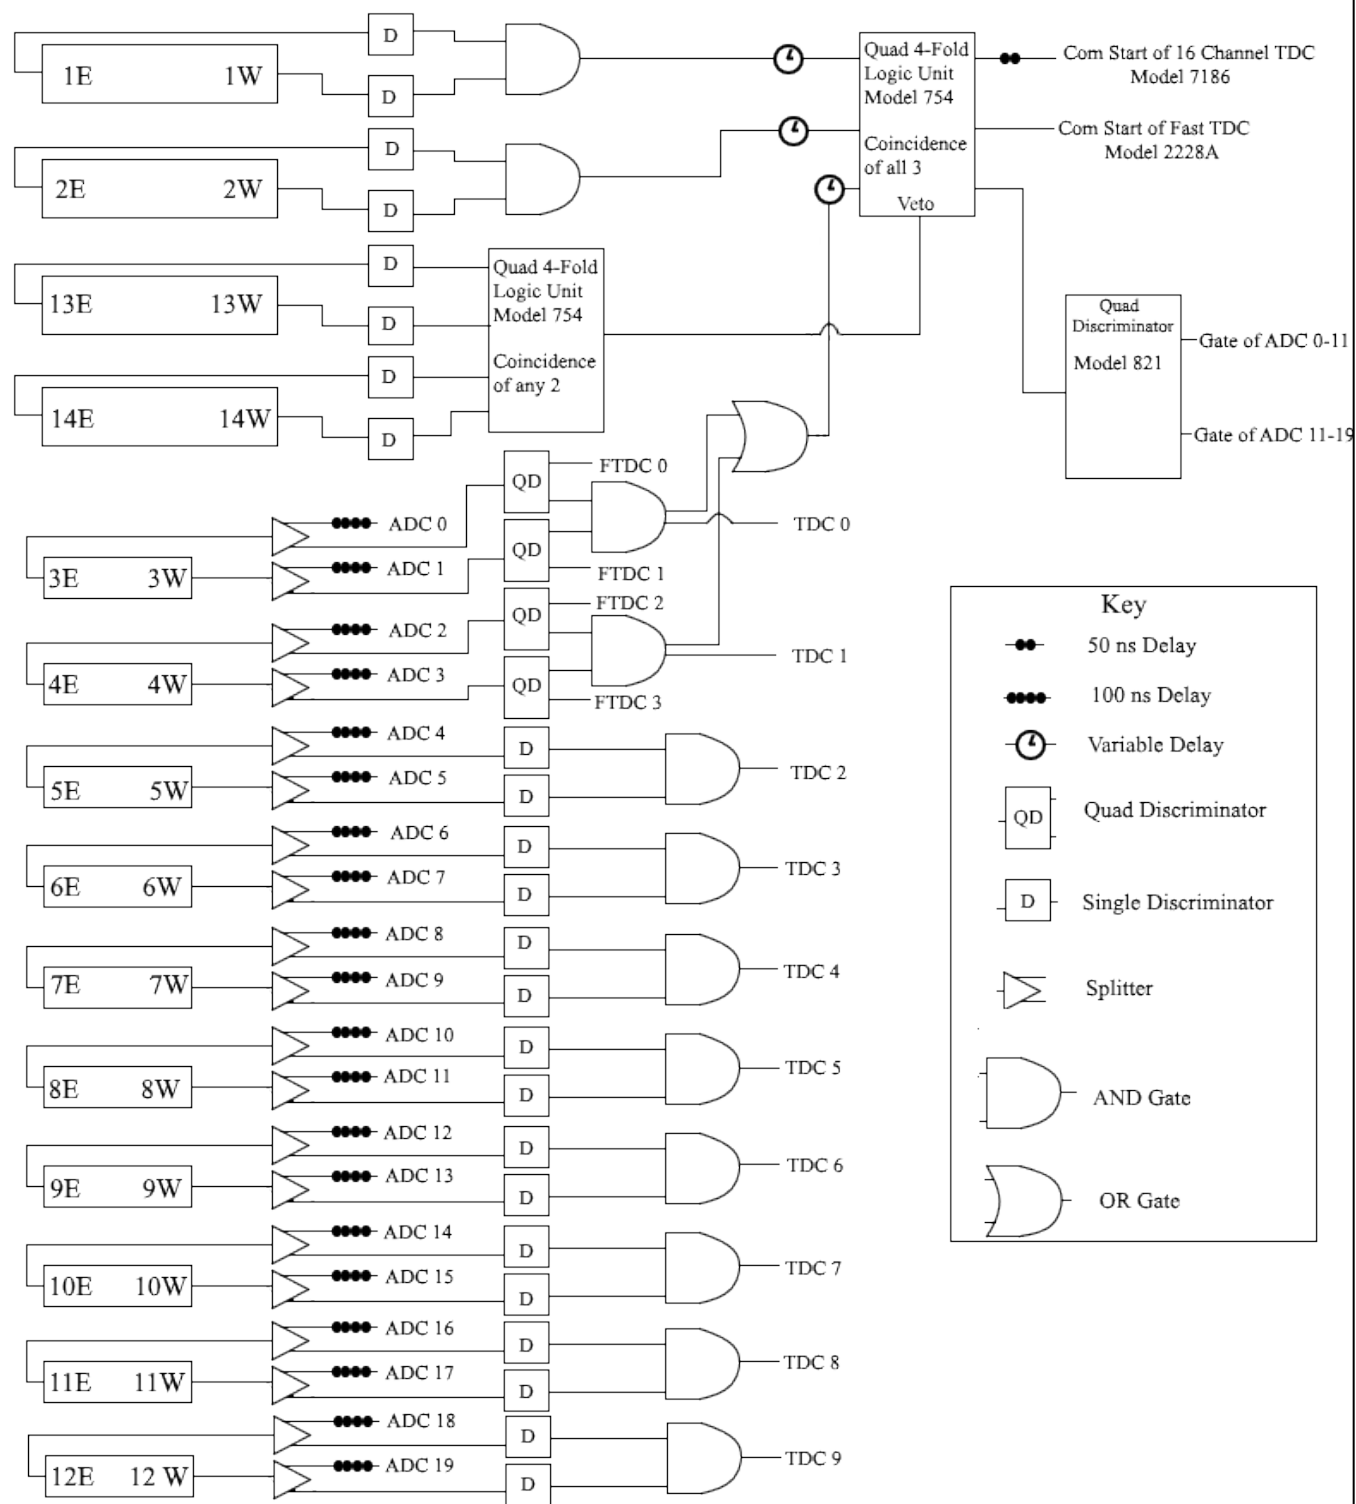 D
1E 1W
D
Quad 4-Fold
Logic Unit
Model 754
Coincidence
of all 3
Veto
Com Start of 16 Channel TDC
Model 7186
Com Start of Fast TDC
Model 2228A
D
2E 2W
D
D
13E 13W
D
D
14E 14W
D
Quad 4-Fold
Logic Unit
Model 754
Coincidence
of any 2
Quad
Discriminator
Model 821
Gate of ADC 0-11
Gate of ADC 11-19
QD
FTDC 0
ADC 0
TDC 0
QD
ADC 1
FTDC 1
3E 3W
QD
FTDC 2
ADC 2
TDC 1
ADC 3
QD
4E 4W
FTDC 3
ADC 4
D
TDC 2
ADC 5
5E 5W
D
ADC 6
D
TDC 3
ADC 7
6E 6W
D
ADC 8
D
TDC 4
ADC 9
7E 7W
D
ADC 10
D
TDC 5
ADC 11
8E 8W
D
ADC 12
D
TDC 6
ADC 13
9E 9W
D
ADC 14
D
TDC 7
ADC 15
10E 10W
D
ADC 16
D
TDC 8
ADC 17
11E 11W
D
ADC 18
D
TDC 9
ADC 19
12E 12 W
D
Key
50 ns Delay
100 ns Delay
Variable Delay
QD Quad Discriminator
D Single Discriminator
Splitter
AND Gate
OR Gate